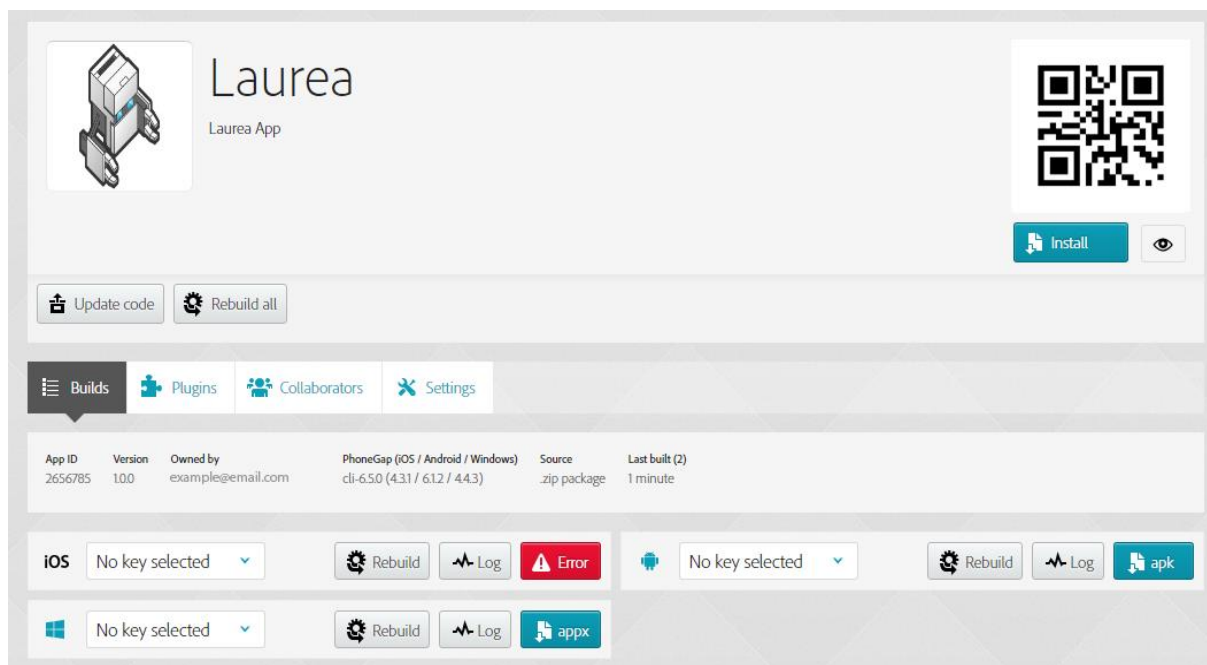 Laurea
Laurea App
Install
Update code
Rebuild all
Builds
Plugins
Collaborators
Settings
App ID Version Owned by PhoneGap (iOS / Android / Windows) Source Last built (2)
2656785 1.0.0 example@email.com cli-6.5.0 (4.3.1 / 6.1.2 / 4.4.3) .zip package 1 minute
iOS No key selected Rebuild Log Error
No key selected Rebuild Log apk
No key selected Rebuild Log appx